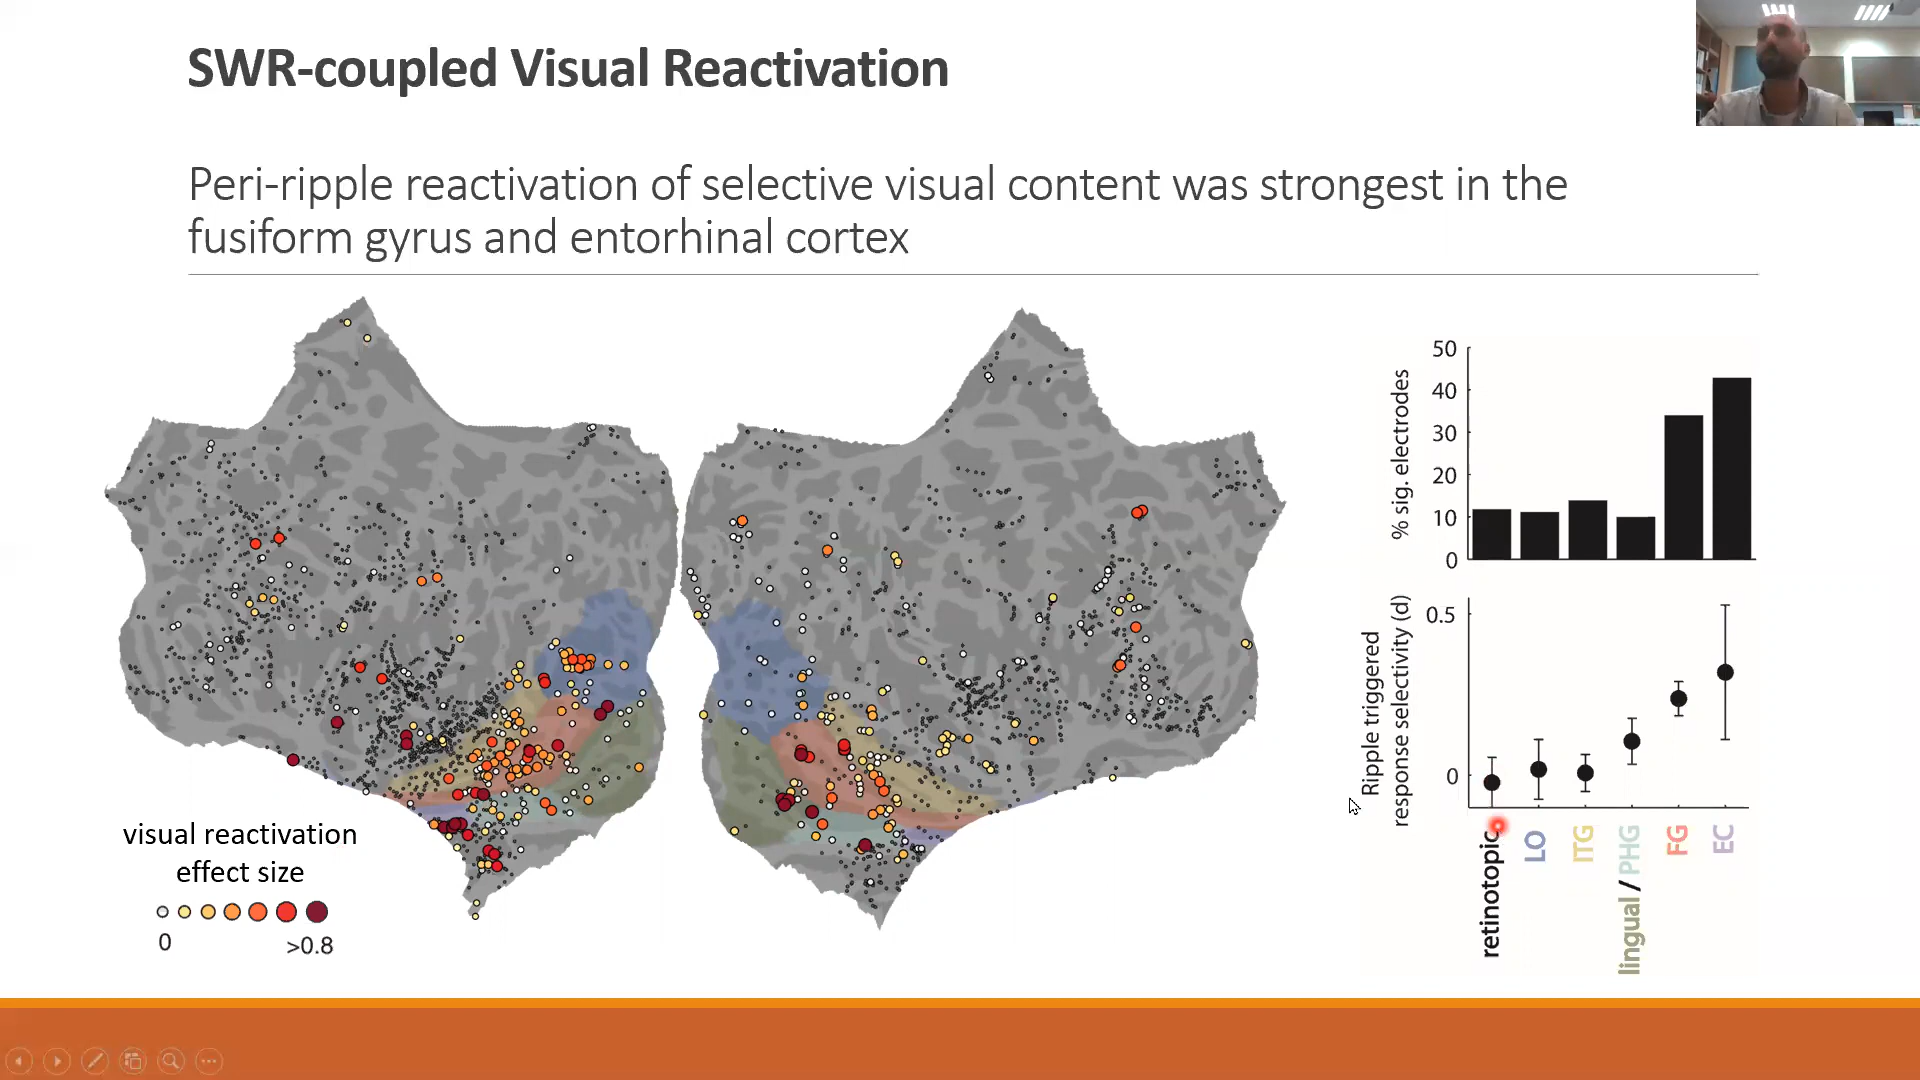 SWR-coupled Visual Reactivation
Peri-ripple reactivation of selective visual content was strongest in the
fusiform gyrus and entorhinal cortex
visual reactivation
effect size
0
>0.8
% sig. electrodes
50
40
30
20
10
0
Ripple triggered
response selectivity (d)
0.5
0
retinotopic
LO
ITG
lingual / PHG
FG
EC